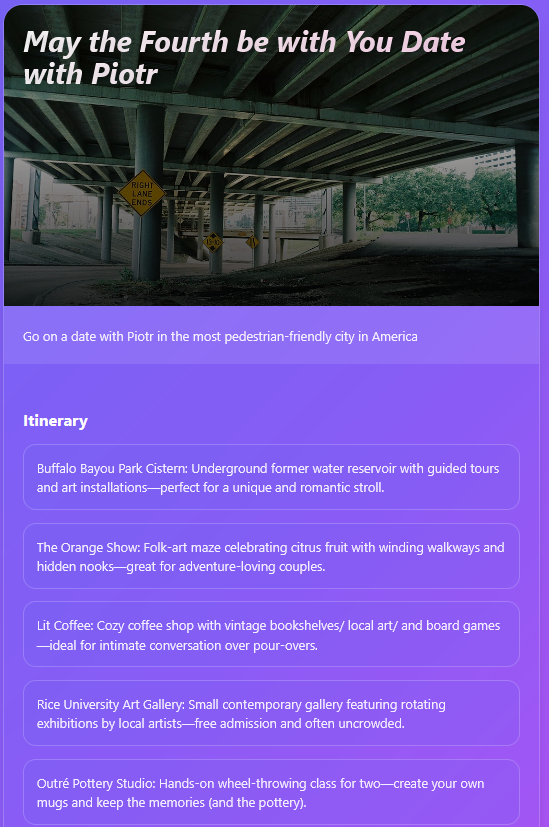 May the Fourth be with You Date
with Piotr
RIGHT
LANE
ENDS
Go on a date with Piotr in the most pedestrian-friendly city in America
Itinerary
Buffalo Bayou Park Cistern: Underground former water reservoir with guided tours
and art installations—perfect for a unique and romantic stroll.
The Orange Show: Folk-art maze celebrating citrus fruit with winding walkways and
hidden nooks—great for adventure-loving couples.
Lit Coffee: Cozy coffee shop with vintage bookshelves/ local art/ and board games
—ideal for intimate conversation over pour-overs.
Rice University Art Gallery: Small contemporary gallery featuring rotating
exhibitions by local artists—free admission and often uncrowded.
Outré Pottery Studio: Hands-on wheel-throwing class for two—create your own
mugs and keep the memories (and the pottery).